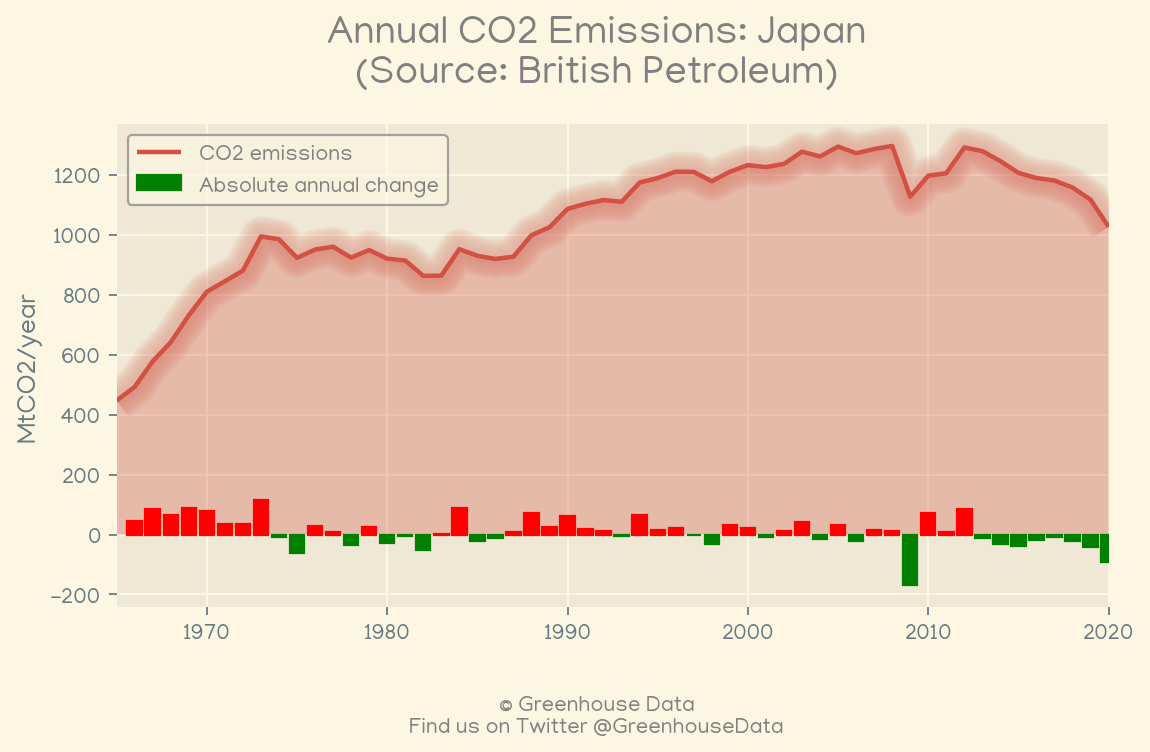 Annual CO2 Emissions: Japan
(Source: British Petroleum)
CO2 emissions
Absolute annual change
MtCO2/year
1200
1000
800
600
400
200
0
−200
1970 1980 1990 2000 2010 2020
© Greenhouse Data
Find us on Twitter @GreenhouseData